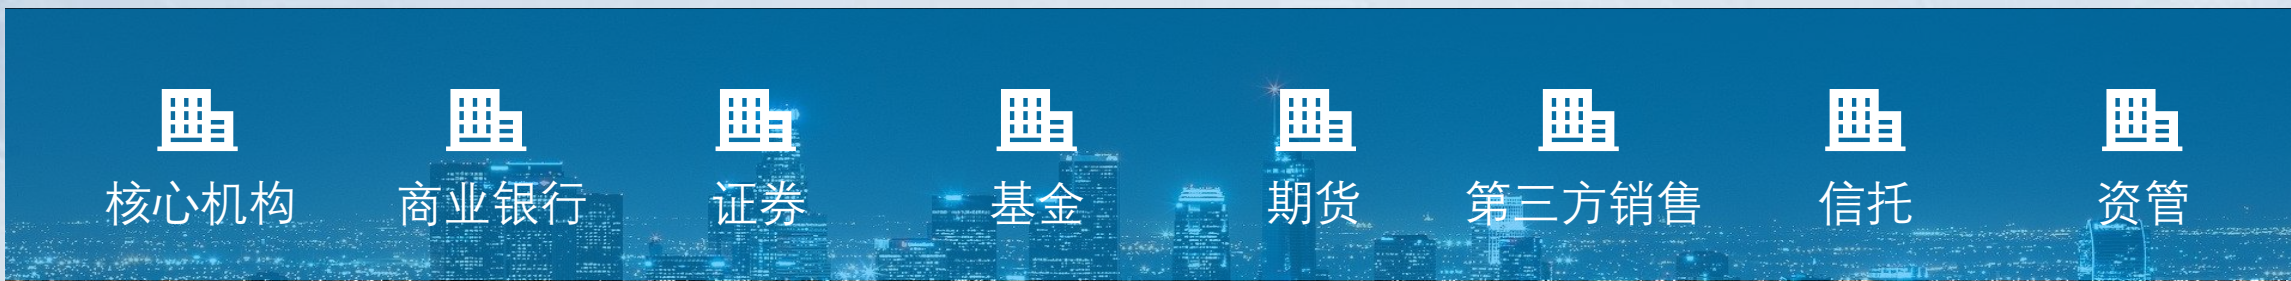 核心机构 商业银行 证券 基金 期货 第三方销售 信托 资管